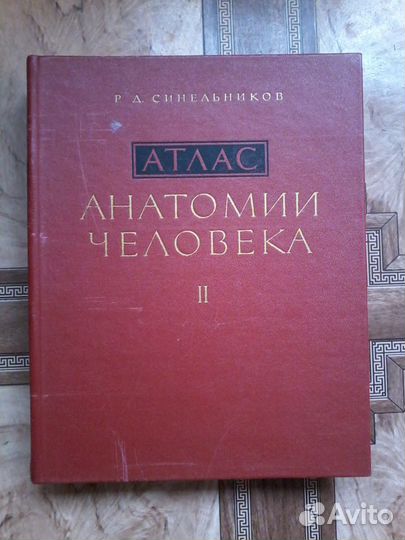 Р. Д. СИНЕЛЬНИКОВ
АТЛАС
АНАТОМИИ
ЧЕЛОВЕКА
II
Avito